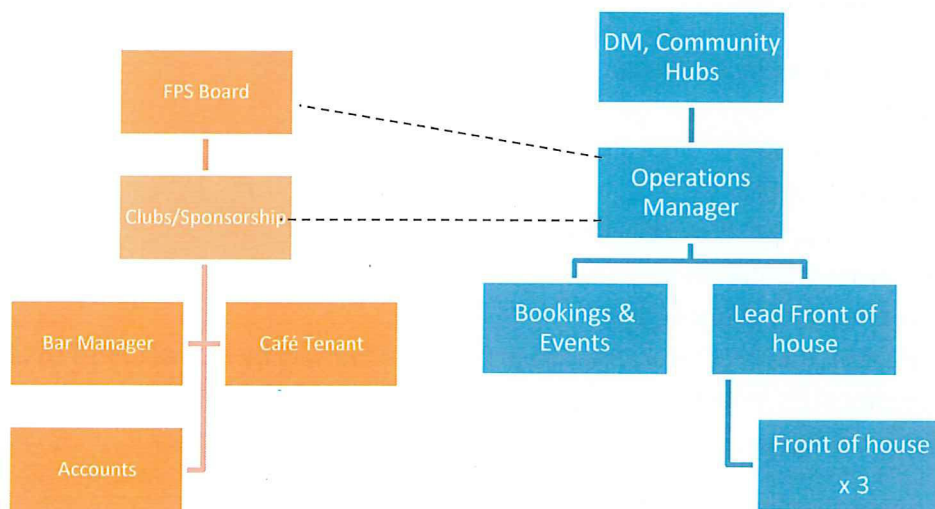 FPS Board
Clubs/Sponsorship
Bar Manager
Café Tenant
Accounts
DM, Community
Hubs
Operations
Manager
Bookings &
Events
Lead Front of
house
Front of house
x 3